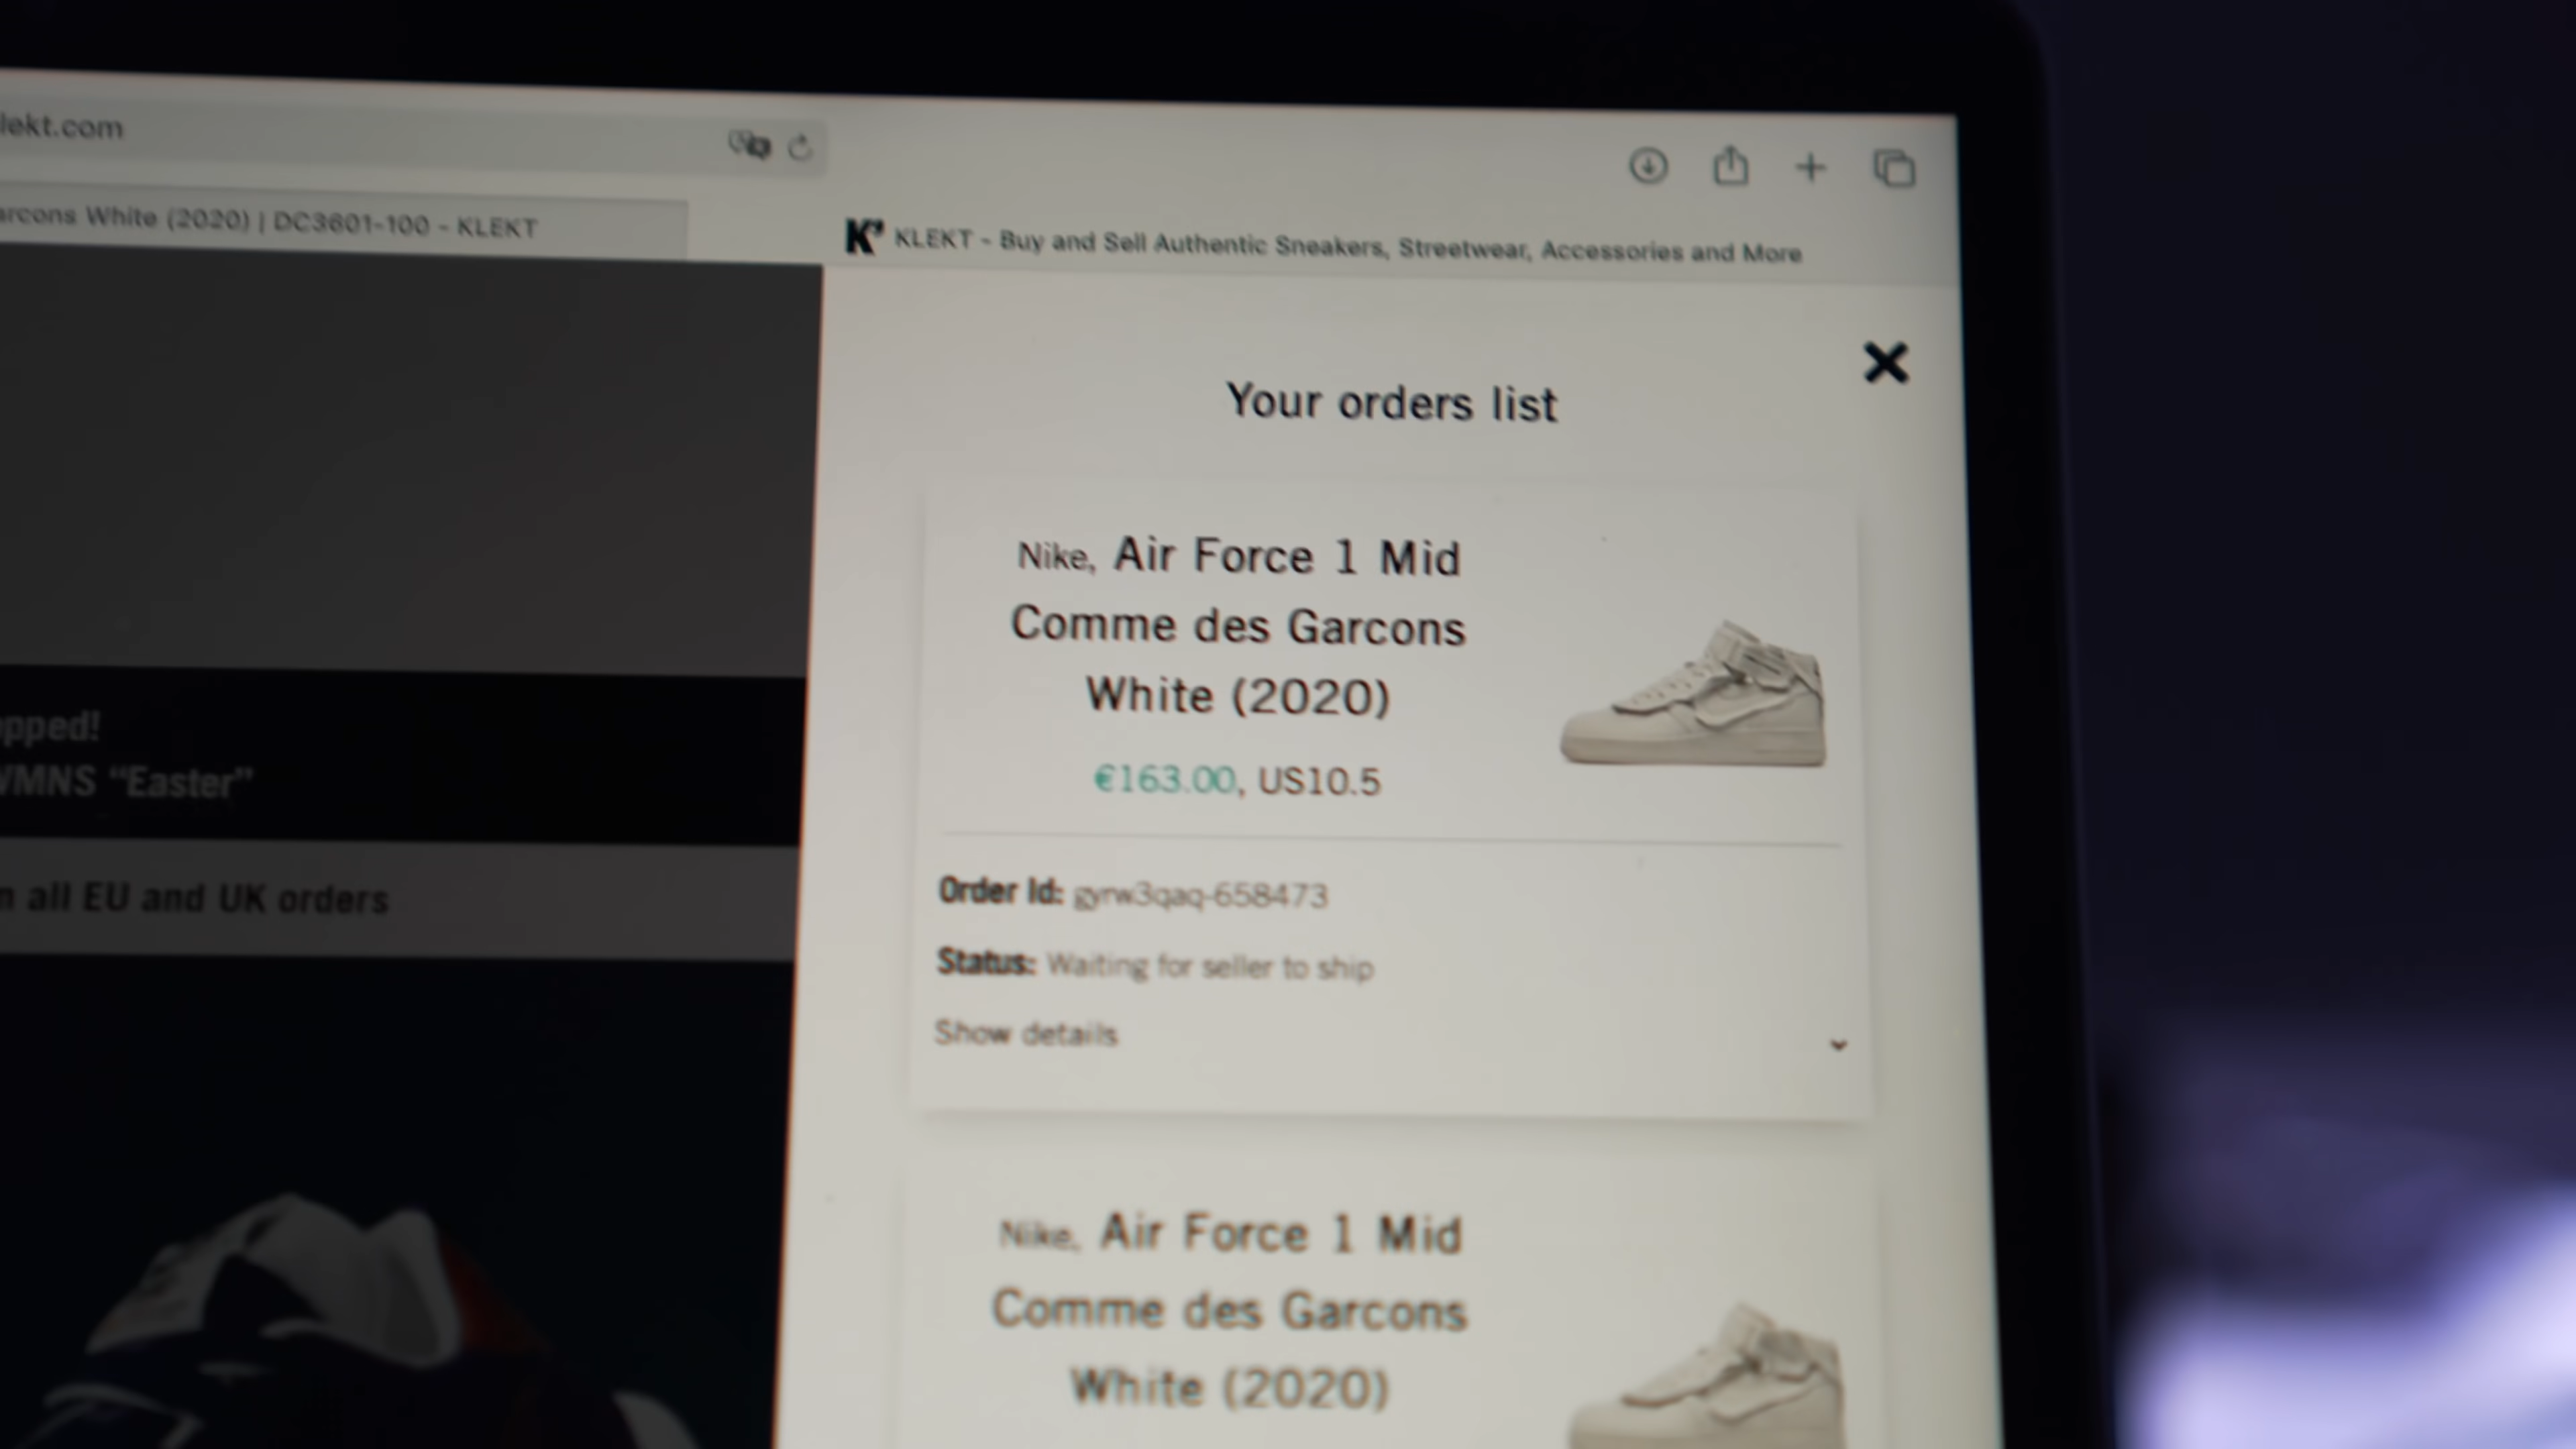 lekt.com
arcons White (2020) | DC3601-100 - KLEKT
K' KLEKT - Buy and Sell Authentic Sneakers, Streetwear, Accessories and More
Your orders list
Nike, Air Force 1 Mid
Comme des Garcons
White (2020)
€163.00, US10.5
Order Id: gyrw3qaq-658473
Status: Waiting for seller to ship
Show details
Nike, Air Force 1 Mid
Comme des Garcons
White (2020)
opped!
WMNS “Easter”
n all EU and UK orders